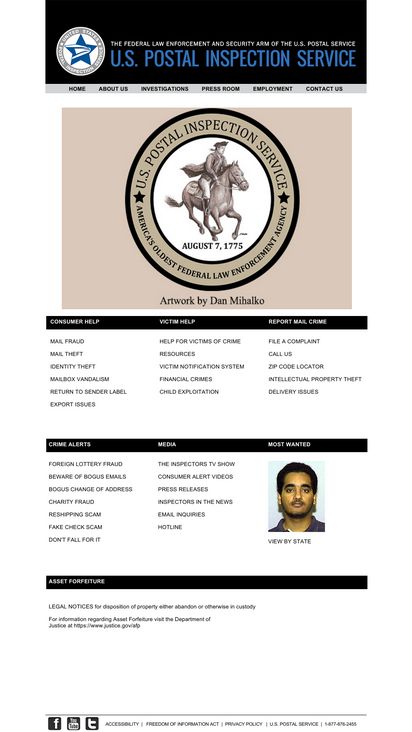 THE FEDERAL LAW ENFORCEMENT AND SECURITY ARM OF THE U.S. POSTAL SERVICE
U.S. POSTAL INSPECTION SERVICE
HOME ABOUT US INVESTIGATIONS PRESS ROOM EMPLOYMENT CONTACT US
U.S. POSTAL INSPECTION SERVICE
AUGUST 7, 1775
AMERICA'S OLDEST FEDERAL LAW ENFORCEMENT AGENCY
Artwork by Dan Mihalko
CONSUMER HELP
MAIL FRAUD
MAIL THEFT
IDENTITY THEFT
MAILBOX VANDALISM
RETURN TO SENDER LABEL
EXPORT ISSUES
VICTIM HELP
HELP FOR VICTIMS OF CRIME
RESOURCES
VICTIM NOTIFICATION SYSTEM
FINANCIAL CRIMES
CHILD EXPLOITATION
REPORT MAIL CRIME
FILE A COMPLAINT
CALL US
ZIP CODE LOCATOR
INTELLECTUAL PROPERTY THEFT
DELIVERY ISSUES
CRIME ALERTS
FOREIGN LOTTERY FRAUD
BEWARE OF BOGUS EMAILS
BOGUS CHANGE OF ADDRESS
CHARITY FRAUD
RESHIPPING SCAM
FAKE CHECK SCAM
DON'T FALL FOR IT
MEDIA
THE INSPECTORS TV SHOW
CONSUMER ALERT VIDEOS
PRESS RELEASES
INSPECTORS IN THE NEWS
EMAIL INQUIRIES
HOTLINE
MOST WANTED
VIEW BY STATE
ASSET FORFEITURE
LEGAL NOTICES for disposition of property either abandon or otherwise in custody
For information regarding Asset Forfeiture visit the Department of
Justice at https://www.justice.gov/afp
You Tube
ACCESSIBILITY | FREEDOM OF INFORMATION ACT | PRIVACY POLICY | U.S. POSTAL SERVICE | 1-877-876-2455